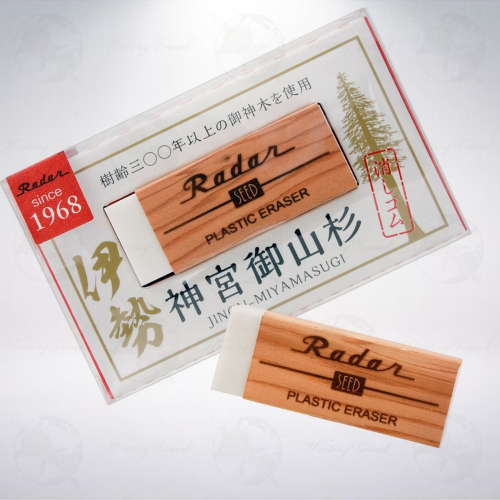 Radar
since
1968
樹齢三〇〇年以上の御神木を使用
Radar
SEED
PLASTIC ERASER
消しゴム
伊勢
神宮御山杉
JINGU-MIYAMASUGI
Radar
SEED
PLASTIC ERASER